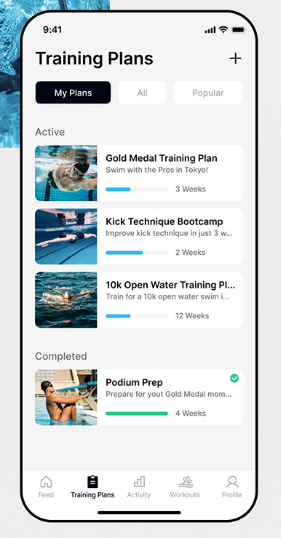 9:41
Training Plans
My Plans
All
Popular
Active
Gold Medal Training Plan
Swim with the Pros in Tokyo!
3 Weeks
Kick Technique Bootcamp
Improve kick technique in just 3 w...
2 Weeks
10k Open Water Training Pl...
Train for a 10k open water swim i...
12 Weeks
Completed
Podium Prep
Prepare for yout Gold Medal mom...
4 Weeks
Feed
Training Plans
Activity
Workouts
Profile